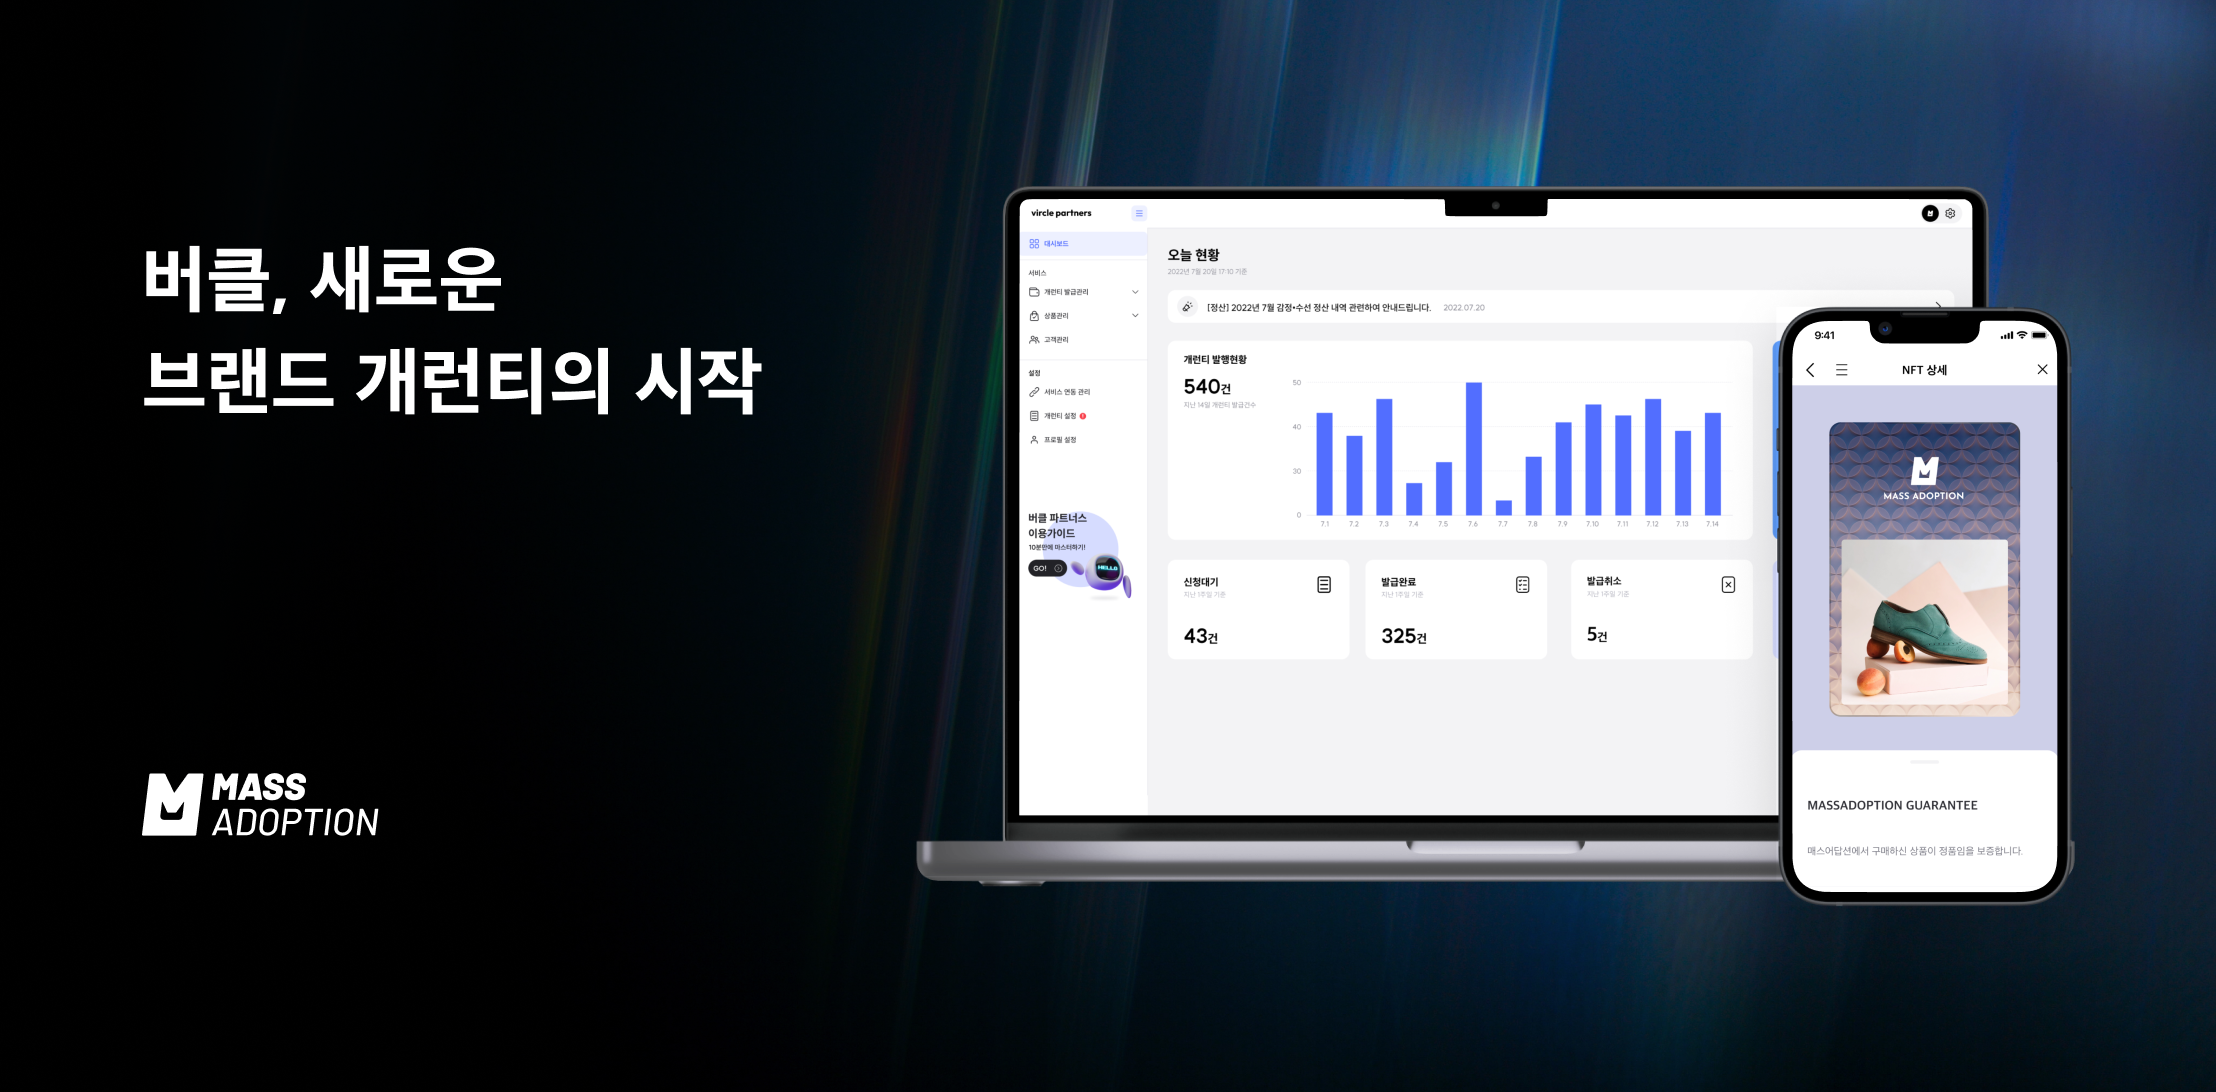 버클, 새로운
브랜드 개런티의 시작
MASS
ADOPTION
vircle partners
대시보드
서비스
개런티 발급관리
상품관리
고객관리
설정
서비스 연동 관리
개런티 설정
프로필 설정
버클 파트너스
이용가이드
10분만에 마스터하기!
GO!
HELLO
오늘 현황
2022년 7월 20일 17:10 기준
[정산] 2022년 7월 감정•수선 정산 내역 관련하여 안내드립니다. 2022.07.20
개런티 발행현황
540건
지난 14일 개런티 발급건수
50
40
30
0
7.1 7.2 7.3 7.4 7.5 7.6 7.7 7.8 7.9 7.10 7.11 7.12 7.13 7.14
신청대기
지난 1주일 기준
43건
발급완료
지난 1주일 기준
325건
발급취소
지난 1주일 기준
5건
9:41
NFT 상세
MASS ADOPTION
MASSADOPTION GUARANTEE
매스어답션에서 구매하신 상품이 정품임을 보증합니다.